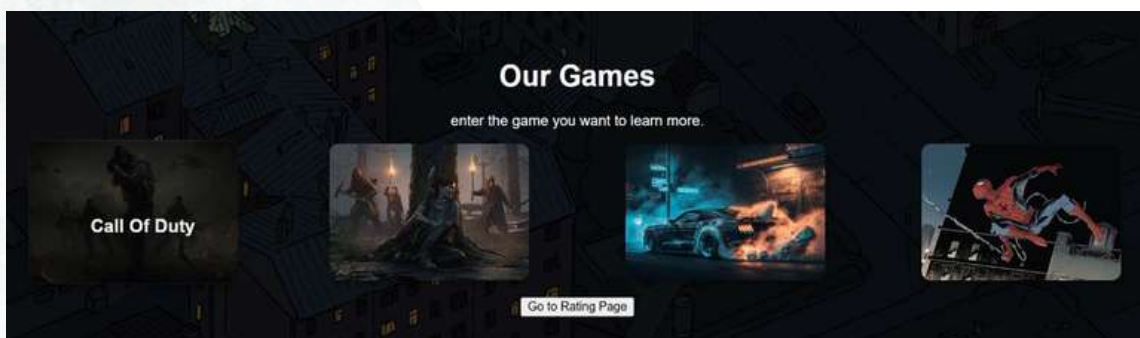 Our Games
enter the game you want to learn more.
Call Of Duty
Go to Rating Page